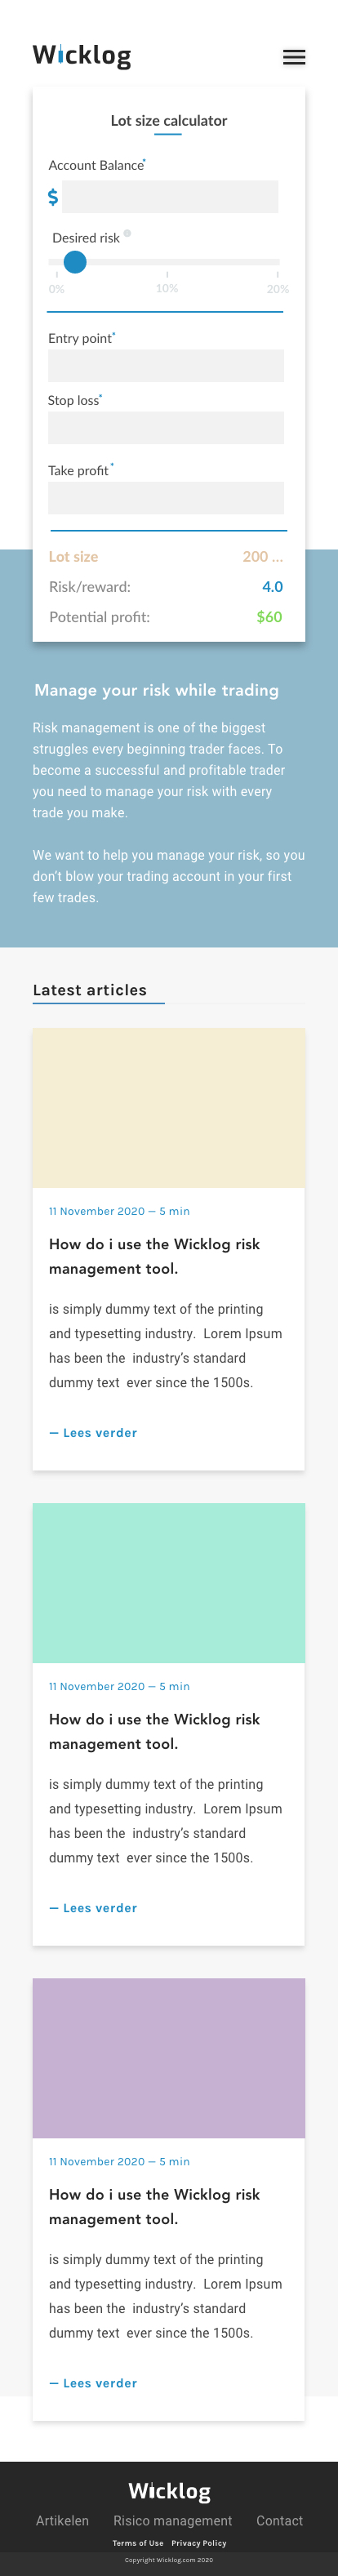 Wicklog
Lot size calculator
Account Balance*
$
Desired risk
0% 10% 20%
Entry point*
Stop loss*
Take profit *
Lot size 200 ...
Risk/reward: 4.0
Potential profit: $60
Manage your risk while trading
Risk management is one of the biggest
struggles every beginning trader faces. To
become a successful and profitable trader
you need to manage your risk with every
trade you make.
We want to help you manage your risk, so you
don’t blow your trading account in your first
few trades.
Latest articles
11 November 2020 — 5 min
How do i use the Wicklog risk
management tool.
is simply dummy text of the printing
and typesetting industry.  Lorem Ipsum
has been the  industry’s standard
dummy text  ever since the 1500s.
— Lees verder
11 November 2020 — 5 min
How do i use the Wicklog risk
management tool.
is simply dummy text of the printing
and typesetting industry.  Lorem Ipsum
has been the  industry’s standard
dummy text  ever since the 1500s.
— Lees verder
11 November 2020 — 5 min
How do i use the Wicklog risk
management tool.
is simply dummy text of the printing
and typesetting industry.  Lorem Ipsum
has been the  industry’s standard
dummy text  ever since the 1500s.
— Lees verder
Wicklog
Artikelen Risico management Contact
Terms of Use Privacy Policy
Copyright Wicklog.com 2020